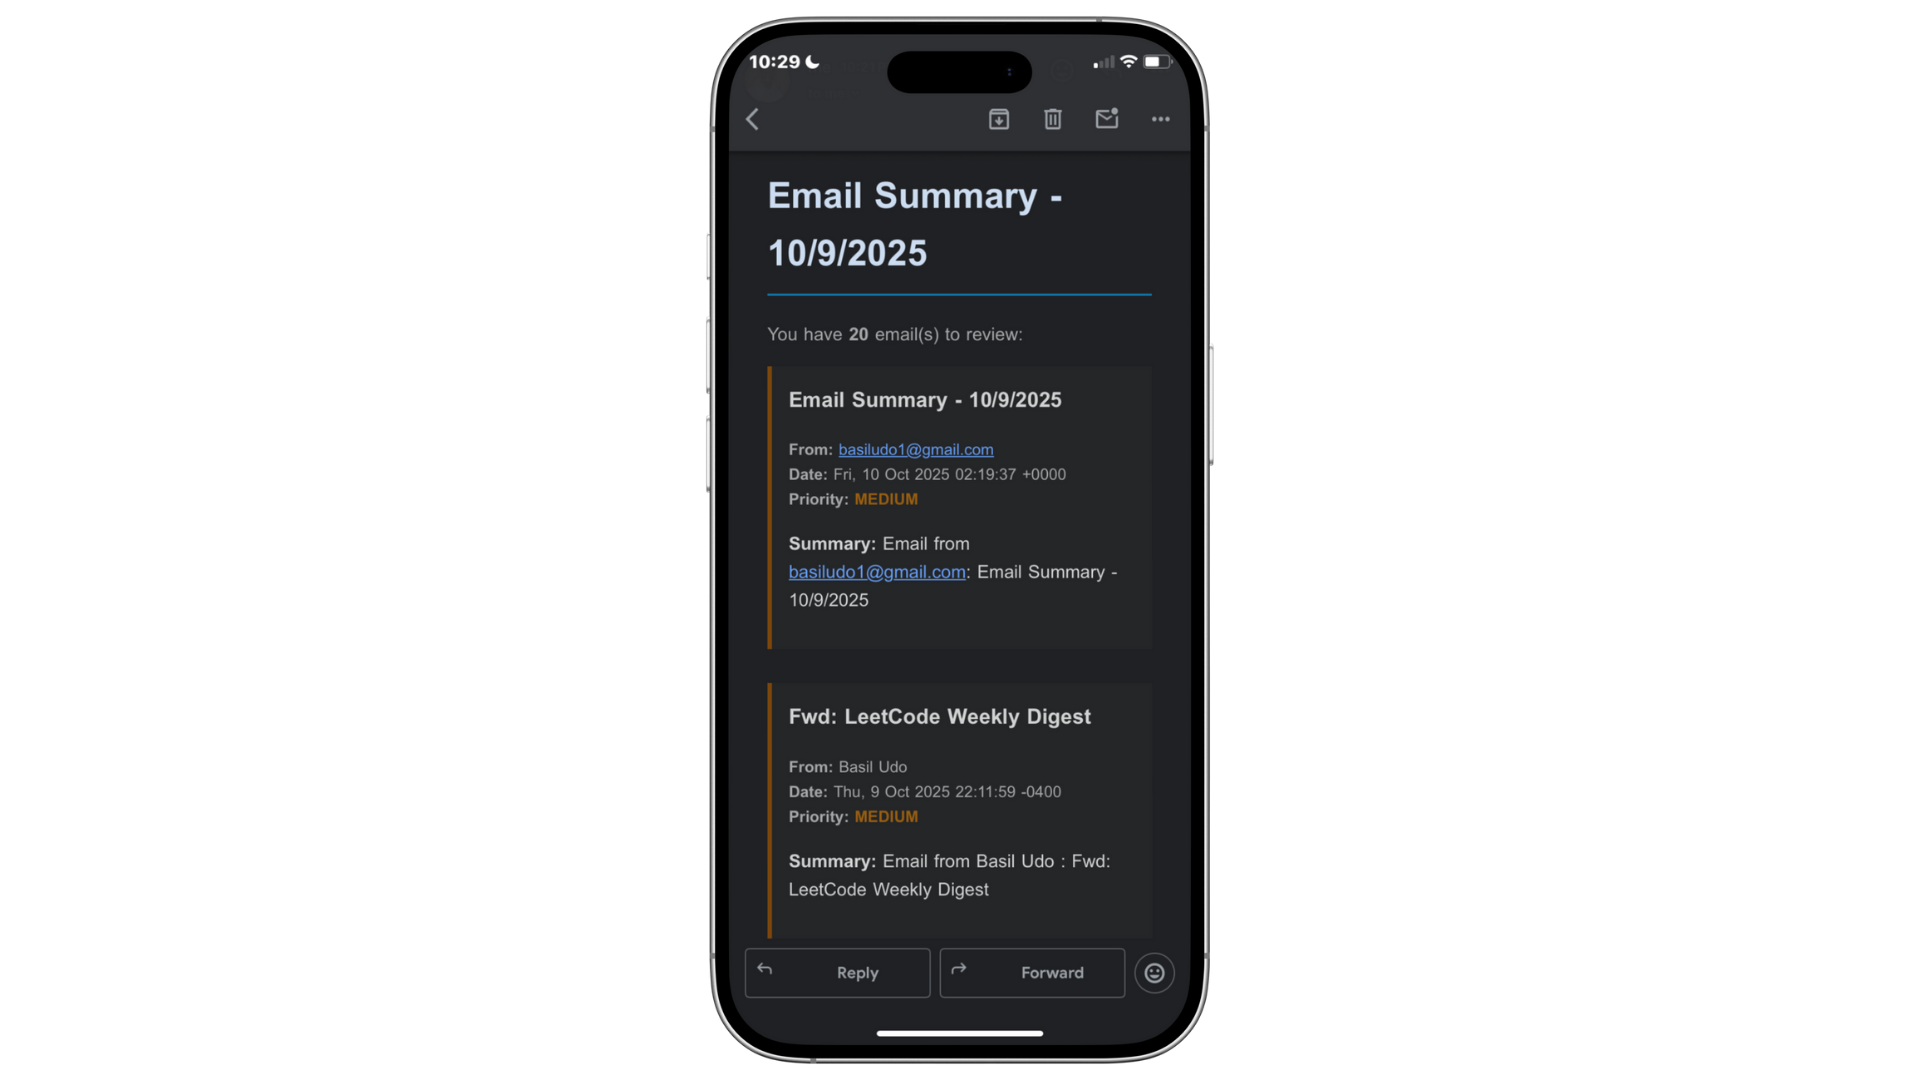 10:29
Email Summary -
10/9/2025
You have 20 email(s) to review:
Email Summary - 10/9/2025
From: basiludo1@gmail.com
Date: Fri, 10 Oct 2025 02:19:37 +0000
Priority: MEDIUM
Summary: Email from
basiludo1@gmail.com: Email Summary -
10/9/2025
Fwd: LeetCode Weekly Digest
From: Basil Udo
Date: Thu, 9 Oct 2025 22:11:59 -0400
Priority: MEDIUM
Summary: Email from Basil Udo : Fwd:
LeetCode Weekly Digest
Reply
Forward